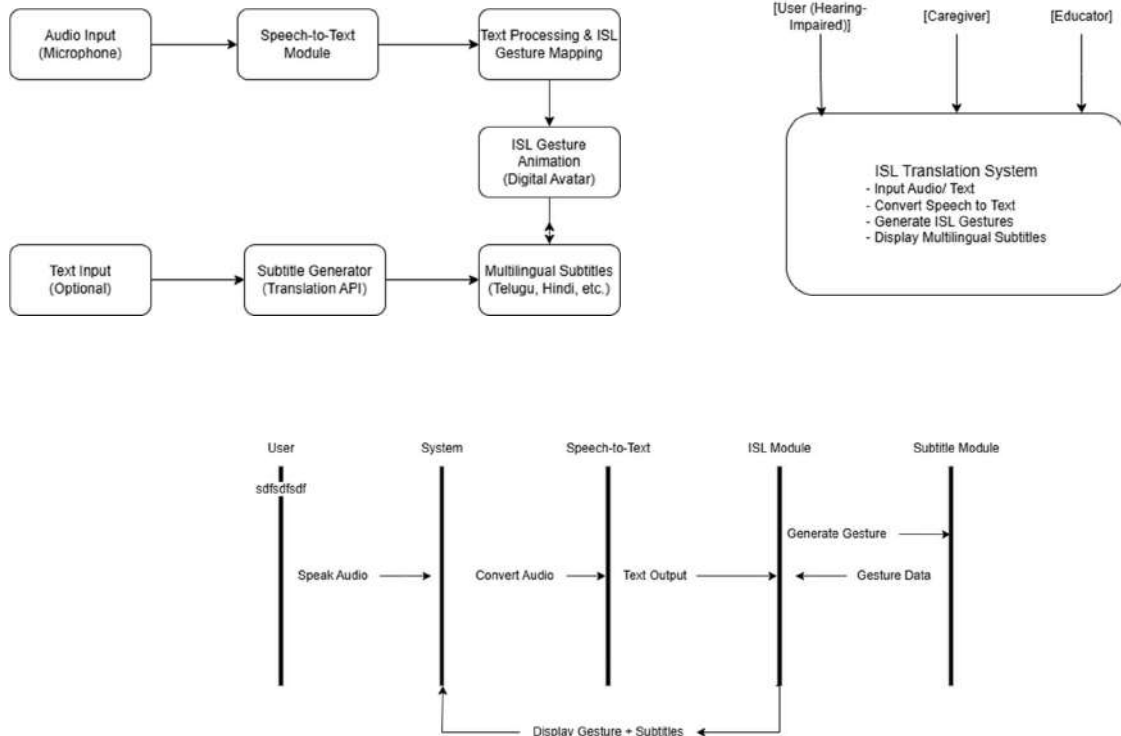 Audio Input
(Microphone)
Speech-to-Text
Module
Text Processing & ISL
Gesture Mapping
ISL Gesture
Animation
(Digital Avatar)
Text Input
(Optional)
Subtitle Generator
(Translation API)
Multilingual Subtitles
(Telugu, Hindi, etc.)
[User (Hearing-
Impaired)]
[Caregiver]
[Educator]
ISL Translation System
- Input Audio/ Text
- Convert Speech to Text
- Generate ISL Gestures
- Display Multilingual Subtitles
User
System
Speech-to-Text
ISL Module
Subtitle Module
sdfsdfsdf
Generate Gesture
Speak Audio
Convert Audio
Text Output
Gesture Data
Display Gesture + Subtitles